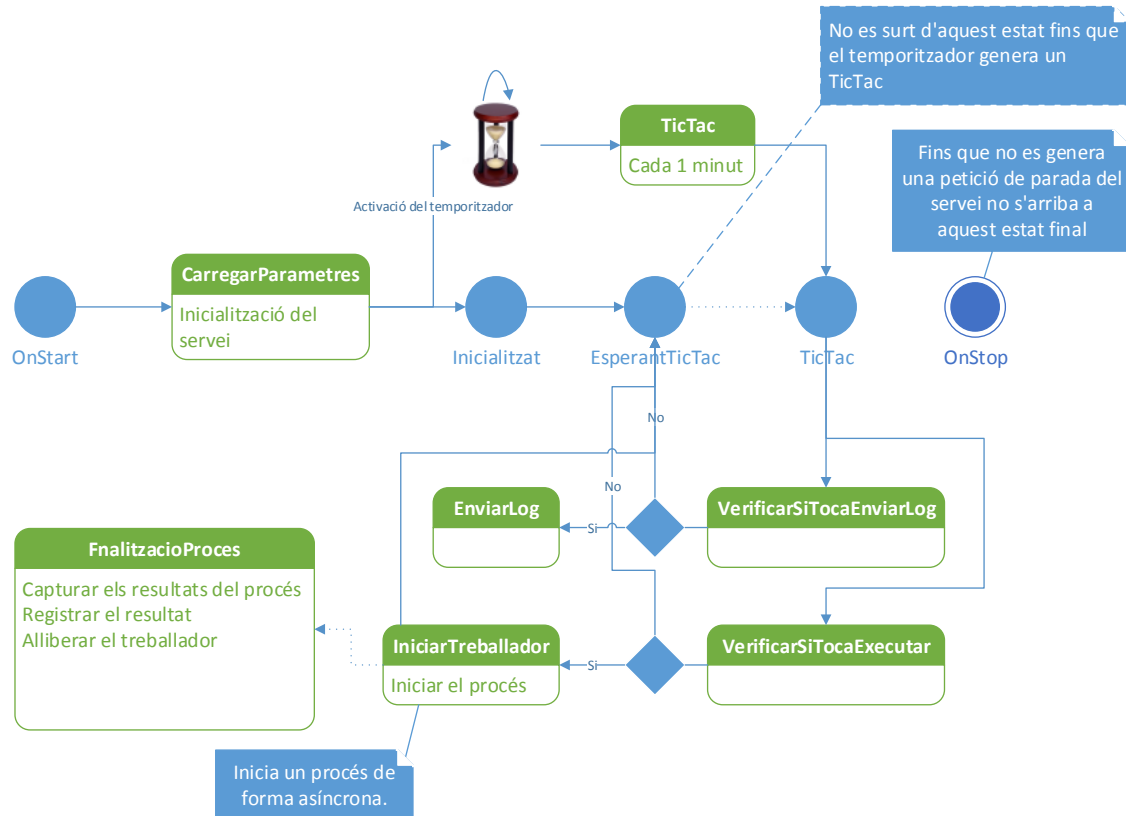 No es surt d'aquest estat fins que
el temporitzador genera un
TicTac
TicTac
Cada 1 minut
Fins que no es genera
una petició de parada del
servei no s'arriba a
aquest estat final
Activació del temporitzador
CarregarParametres
Inicialització del
servei
OnStart
Inicialitzat
EsperantTicTac
TicTac
OnStop
No
No
EnviarLog
Si
VerificarSiTocaEnviarLog
FnalitzacioProces
Capturar els resultats del procés
Registrar el resultat
Alliberar el treballador
IniciarTreballador
Iniciar el procés
Si
VerificarSiTocaExecutar
Inicia un procés de
forma asíncrona.